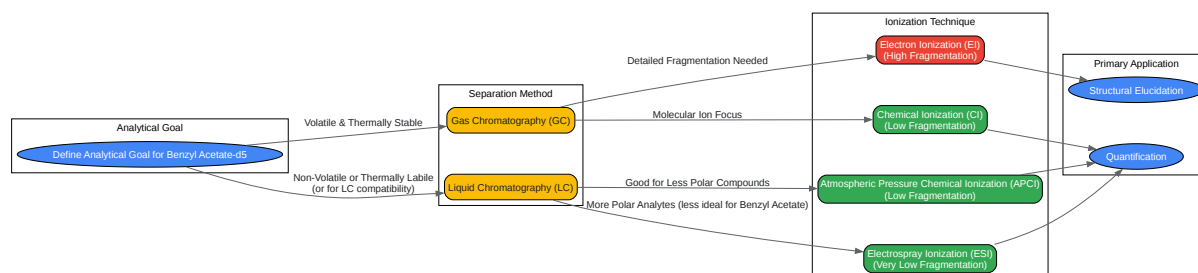 Analytical Goal
Define Analytical Goal for Benzyl Acetate-d5
Volatile & Thermally Stable
Non-Volatile or Thermally Labile
(or for LC compatibility)
Separation Method
Gas Chromatography (GC)
Liquid Chromatography (LC)
Detailed Fragmentation Needed
Molecular Ion Focus
Good for Less Polar Compounds
More Polar Analytes (less ideal for Benzyl Acetate)
Ionization Technique
Electron Ionization (EI)
(High Fragmentation)
Chemical Ionization (CI)
(Low Fragmentation)
Atmospheric Pressure Chemical Ionization (APCI)
(Low Fragmentation)
Electrospray Ionization (ESI)
(Very Low Fragmentation)
Primary Application
Structural Elucidation
Quantification